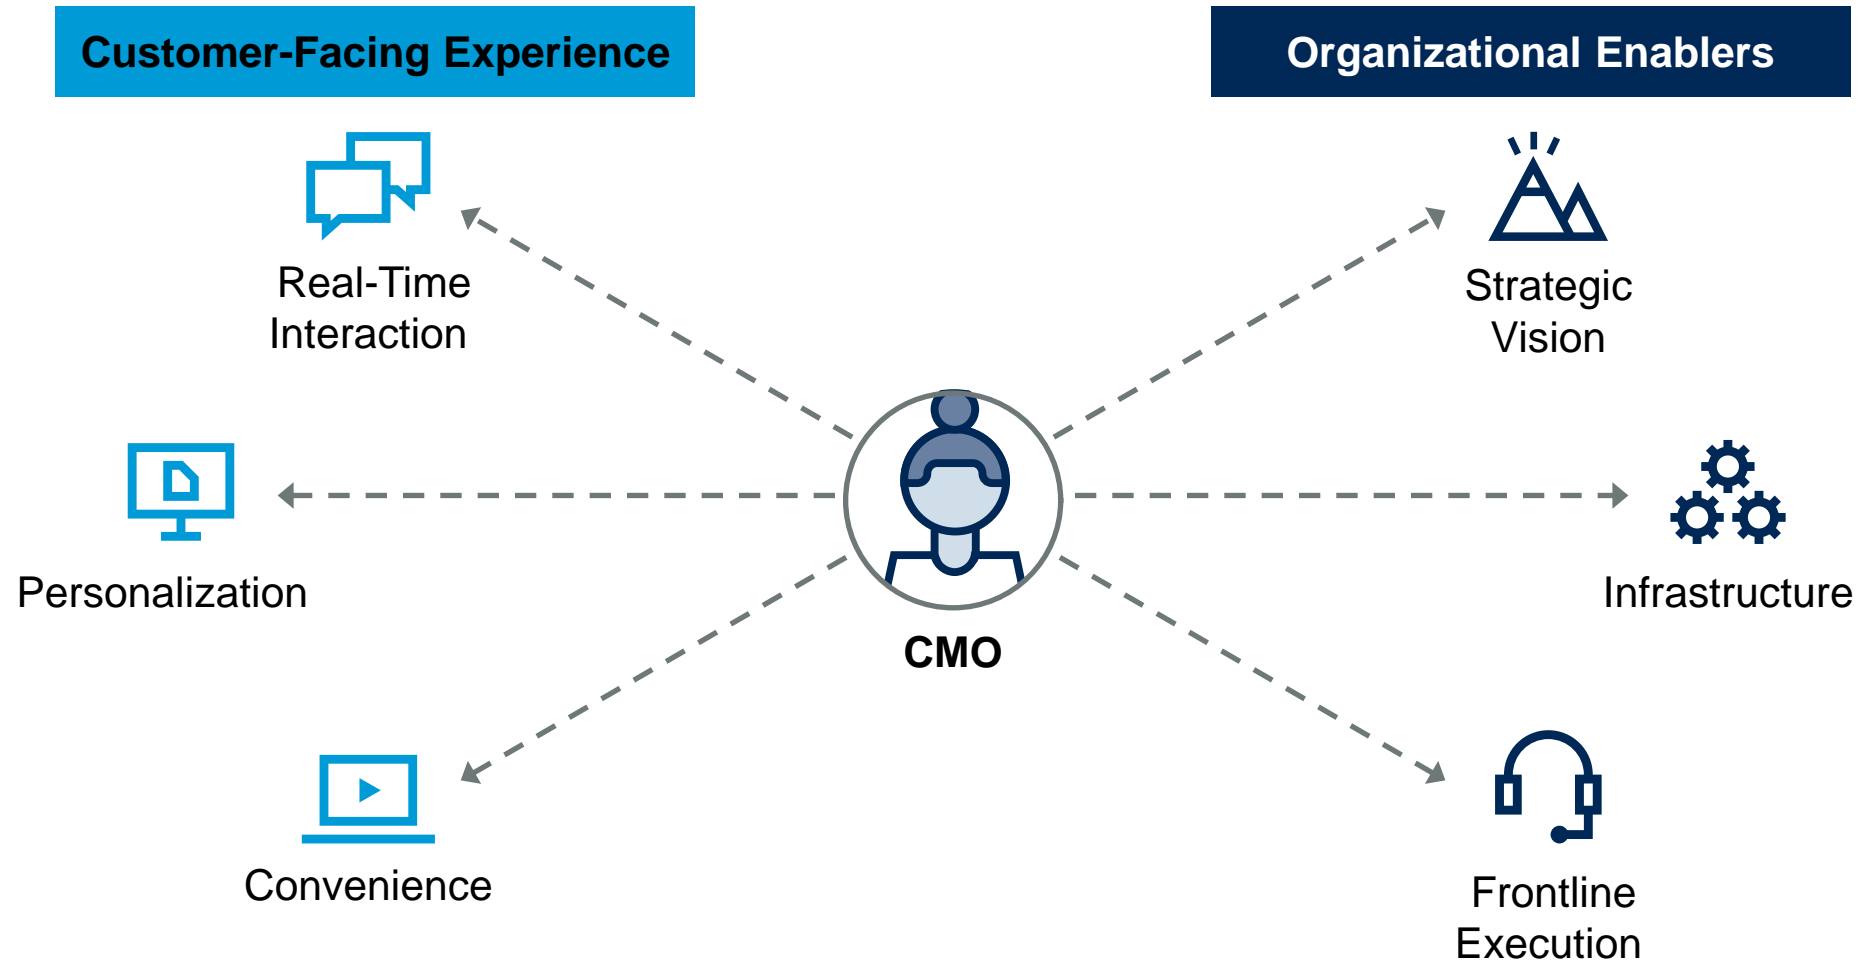 Customer-Facing Experience
Organizational Enablers
Real-Time
Interaction
Strategic
Vision
Personalization
Infrastructure
CMO
Convenience
Frontline
Execution